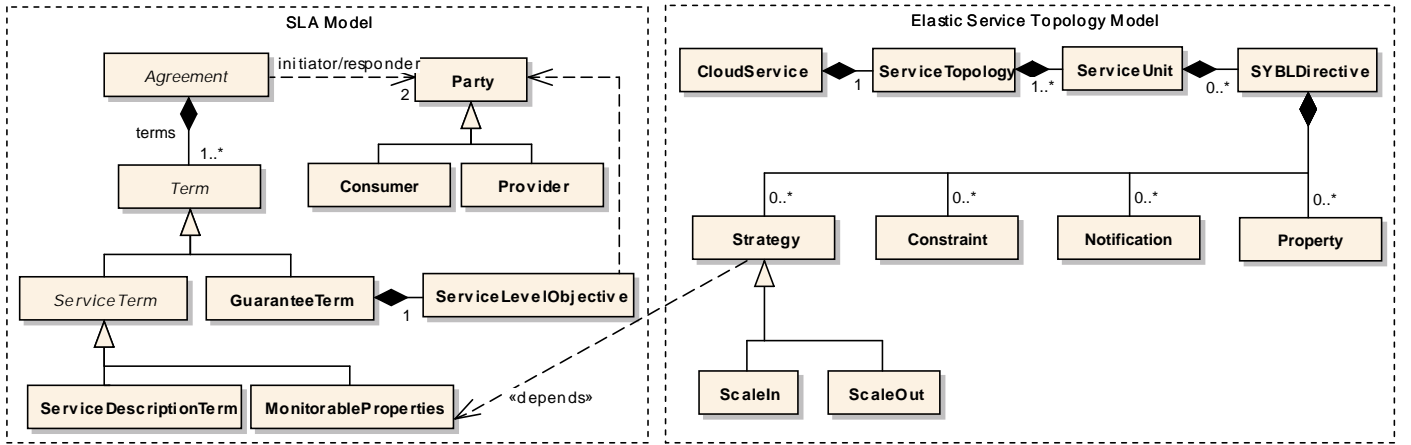 SLA Model
Agreement
initiator/responder
2
Party
terms
1..*
Term
Consumer
Provider
ServiceTerm
GuaranteeTerm
1
ServiceLevelObjective
ServiceDescriptionTerm
MonitorableProperties
«depends»
Elastic Service Topology Model
CloudService
1
ServiceTopology
1..*
ServiceUnit
0..*
SYBLDirective
0..*
0..*
0..*
0..*
Strategy
Constraint
Notification
Property
ScaleIn
ScaleOut